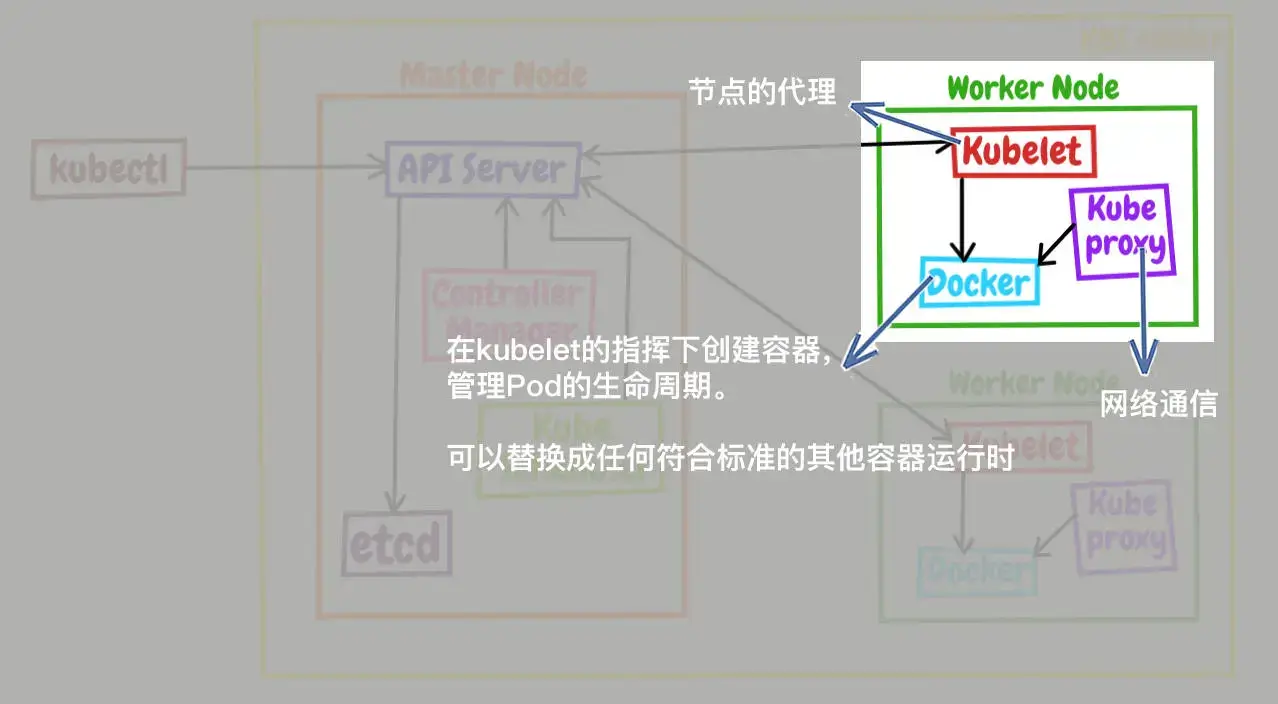 Master Node
节点的代理
Worker Node
kubectl
API Server
Kubelet
Kube
proxy
Docker
Controller
Manager
在kubelet的指挥下创建容器，
管理Pod的生命周期。
Worker Node
网络通信
Kube
可以替换成任何符合标准的其他容器运行时
Kubelet
etcd
Kube
proxy
Docker